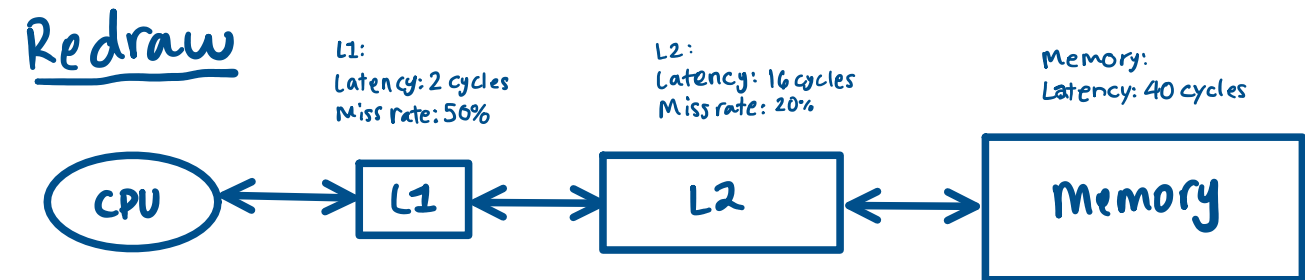 Redraw
L1:
Latency: 2 cycles
Miss rate: 50%
L2:
Latency: 16 cycles
Miss rate: 20%
Memory:
Latency: 40 cycles
CPU
L1
L2
Memory